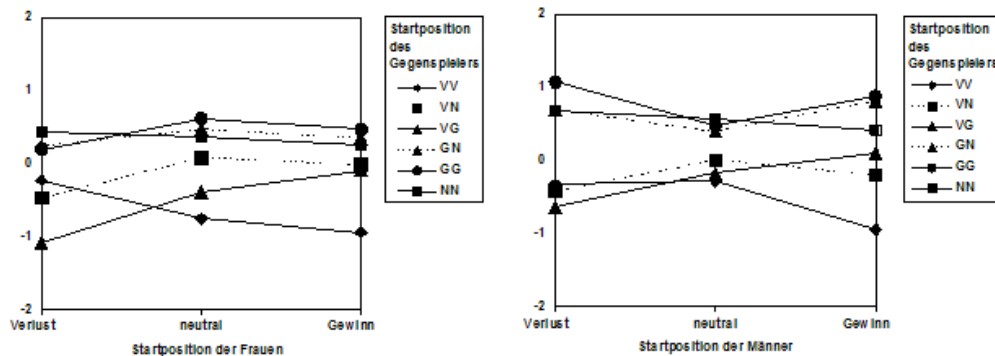 2
1
0
-1
-2
Verlust
neutral
Gewinn
Startposition der Frauen
Startposition
des
Gegenspielers
VV
VN
VG
GN
GG
NN
2
1
0
-1
-2
Verlust
neutral
Gewinn
Startposition der Männer
Startposition
des
Gegenspielers
VV
VN
VG
GN
GG
NN